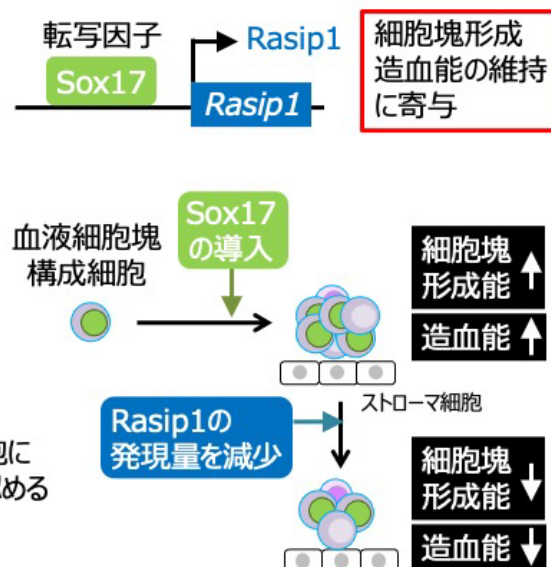 転写因子
Sox17
Rasip1
Rasip1
細胞塊形成
造血能の維持
に寄与
Sox17
の導入
血液細胞塊
構成細胞
細胞塊
形成能
造血能
ストローマ細胞
Rasip1の
発現量を減少
に
める
細胞塊
形成能
造血能